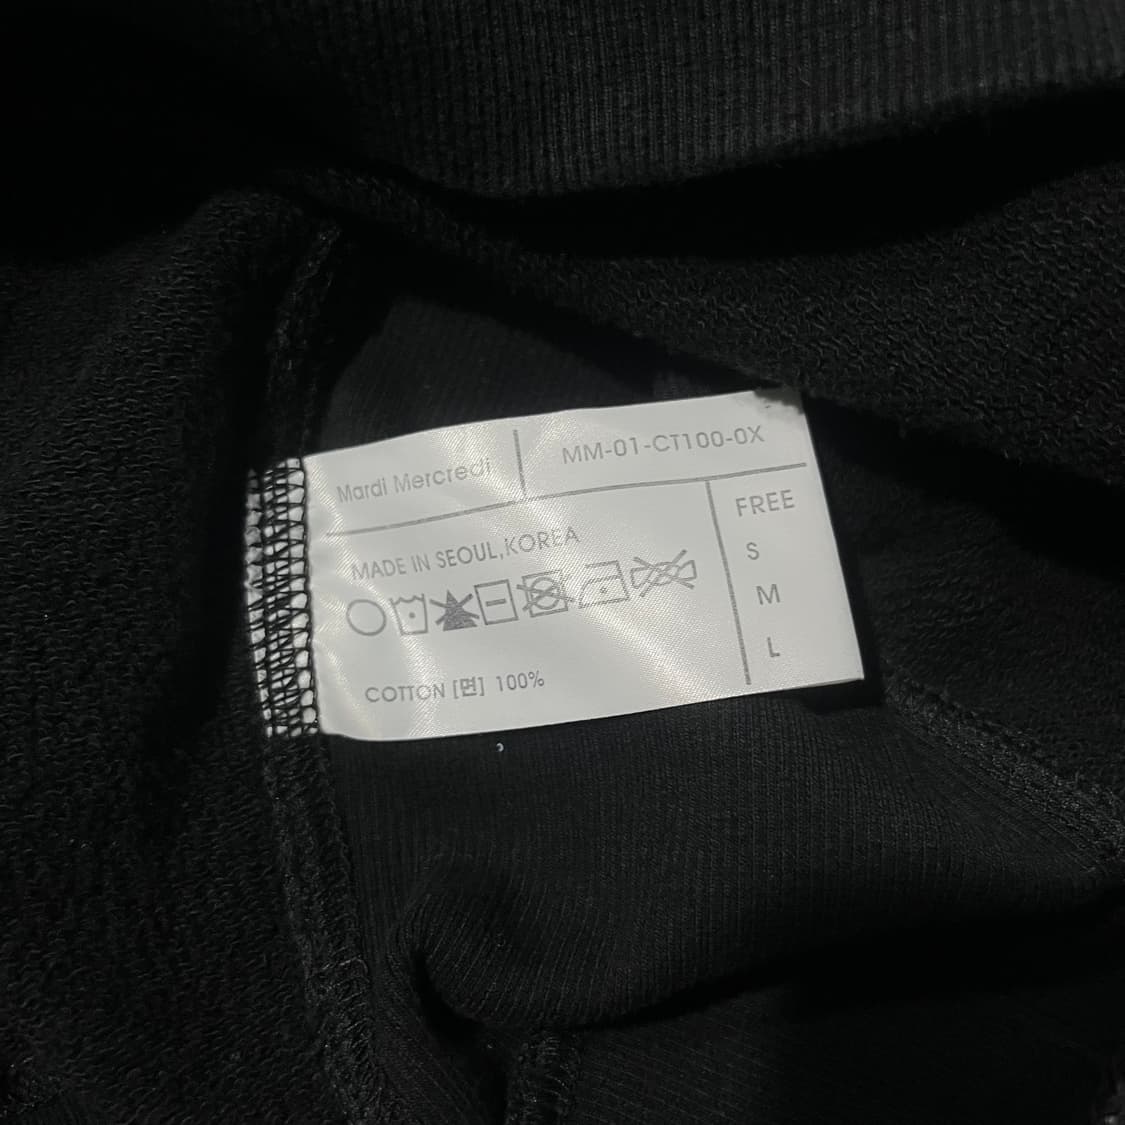 Mardi Mercredi
MM-01-CT100-0X
MADE IN SEOUL,KOREA
COTTON [면] 100%
FREE
S
M
L